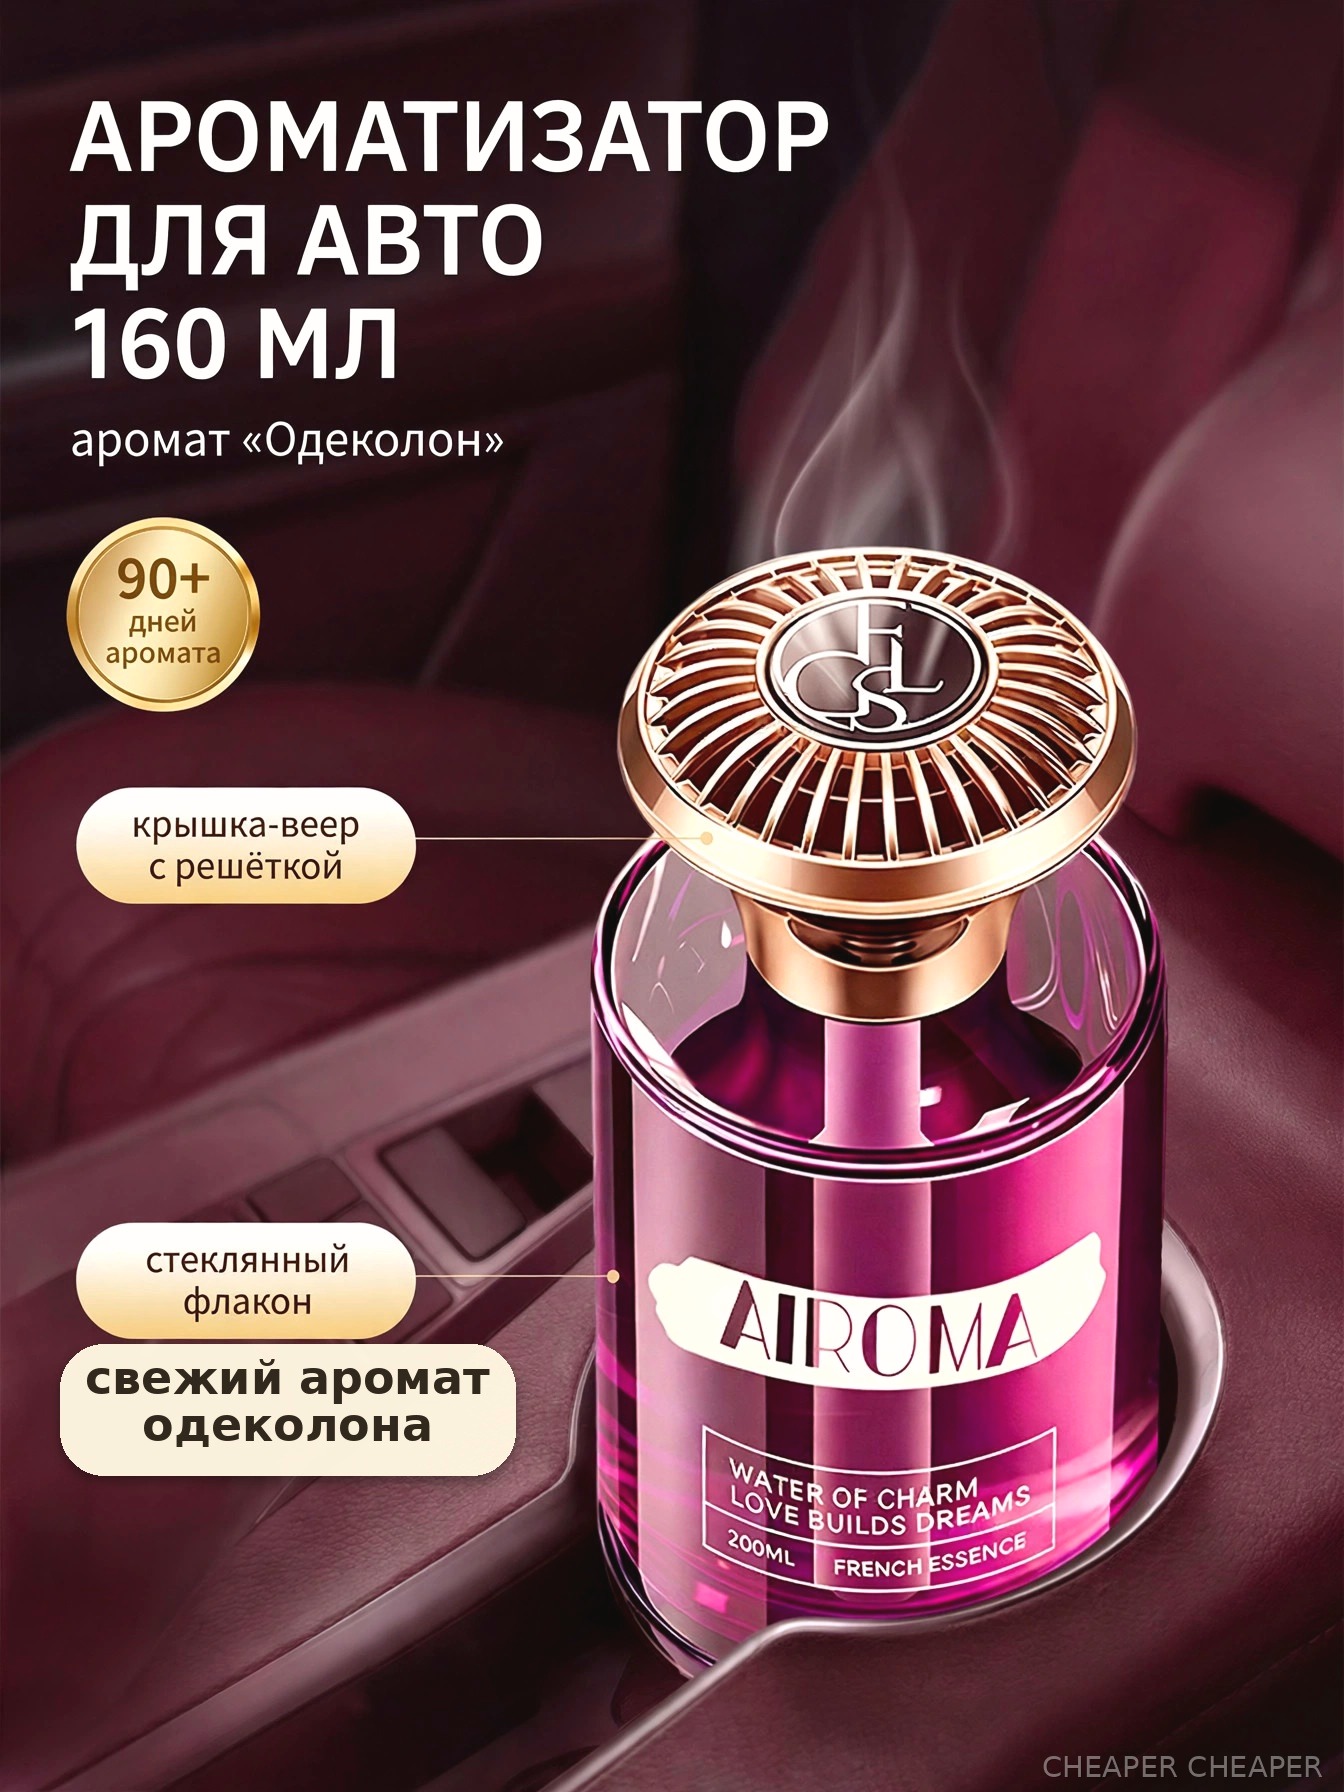 АРОМАТИЗАТОР
ДЛЯ АВТО
160 МЛ
аромат «Одеколон»
90+
дней
аромата
крышка-веер
с решёткой
стеклянный
флакон
свежий аромат
одеколона
AIROMA
WATER OF CHARM
LOVE BUILDS DREAMS
200ML FRENCH ESSENCE
CHEAPER CHEAPER